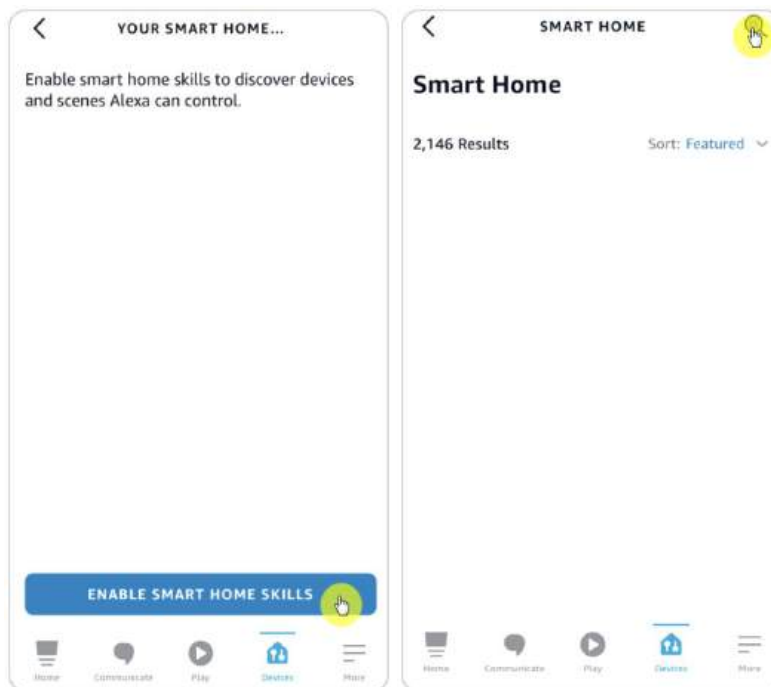 YOUR SMART HOME...
Enable smart home skills to discover devices
and scenes Alexa can control.
ENABLE SMART HOME SKILLS
Home Communicate Play Devices More
SMART HOME
Smart Home
2,146 Results Sort: Featured
Home Communicate Play Devices More